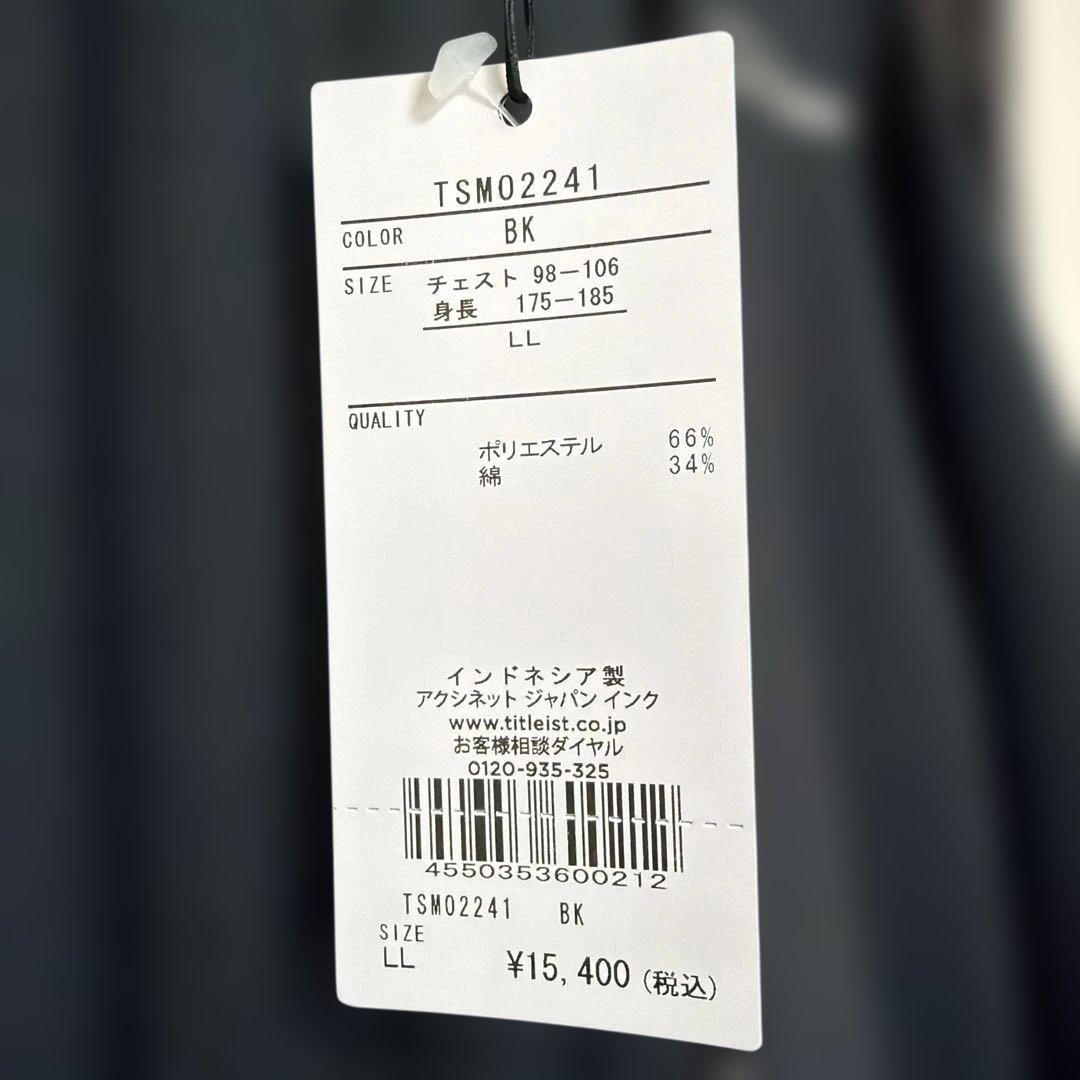 TSM02241
COLOR BK
SIZE チェスト 98－106
身長 175－185
LL
QUALITY
ポリエステル 66%
綿 34%
インドネシア製
アクシネット ジャパン インク
www.titleist.co.jp
お客様相談ダイヤル
0120-935-325
4550353600212
TSM02241 BK
SIZE
LL ¥15,400 (税込)